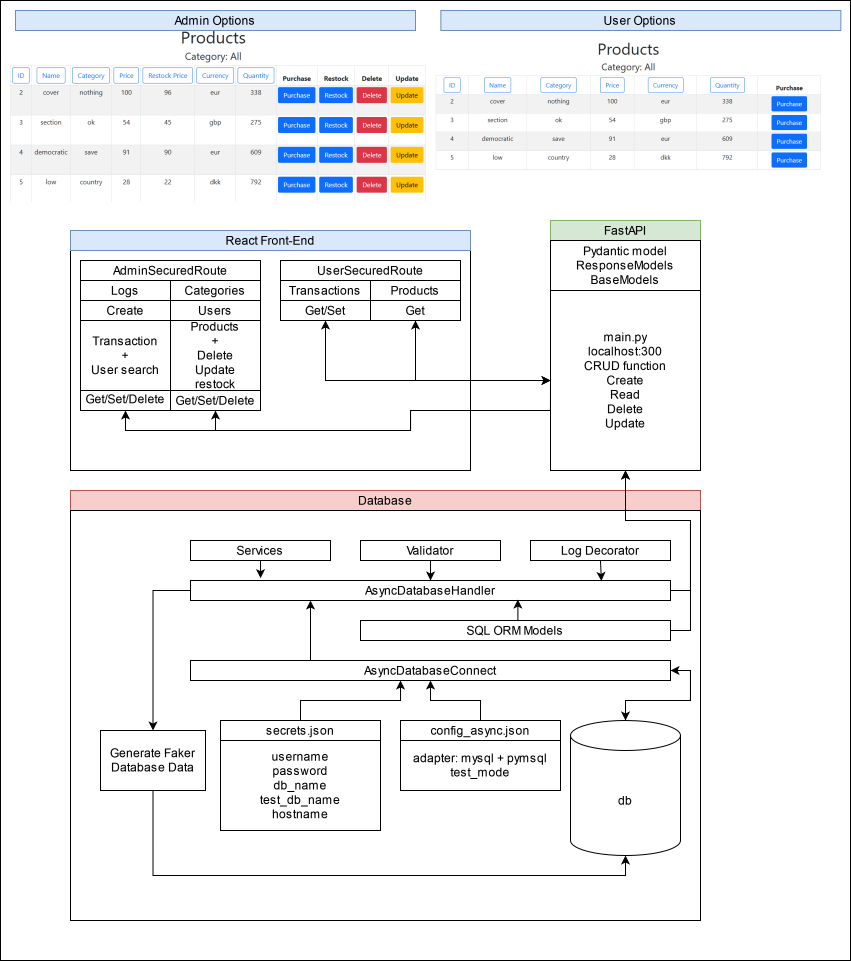 Admin Options
Products
Category: All
ID Name Category Price Restock Price Currency Quantity Purchase Restock Delete Update
2 cover nothing 100 96 eur 338 Purchase Restock Delete Update
3 section ok 54 45 gbp 275 Purchase Restock Delete Update
4 democratic save 91 90 eur 609 Purchase Restock Delete Update
5 low country 28 22 dkk 792 Purchase Restock Delete Update
User Options
Products
Category: All
ID Name Category Price Currency Quantity Purchase
2 cover nothing 100 eur 338 Purchase
3 section ok 54 gbp 275 Purchase
4 democratic save 91 eur 609 Purchase
5 low country 28 dkk 792 Purchase
React Front-End
AdminSecuredRoute
Logs Categories
Create Users
Transaction
+
User search
Products
+
Delete
Update
restock
Get/Set/Delete Get/Set/Delete
UserSecuredRoute
Transactions Products
Get/Set Get
FastAPI
Pydantic model
ResponseModels
BaseModels
main.py
localhost:300
CRUD function
Create
Read
Delete
Update
Database
Services Validator Log Decorator
AsyncDatabaseHandler
SQL ORM Models
AsyncDatabaseConnect
Generate Faker
Database Data
secrets.json
username
password
db_name
test_db_name
hostname
config_async.json
adapter: mysql + pymsql
test_mode
db